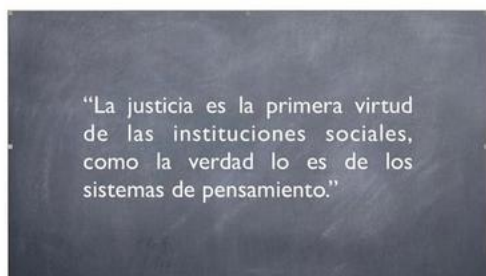 “La justicia es la primera virtud
de las instituciones sociales,
como la verdad lo es de los
sistemas de pensamiento.”